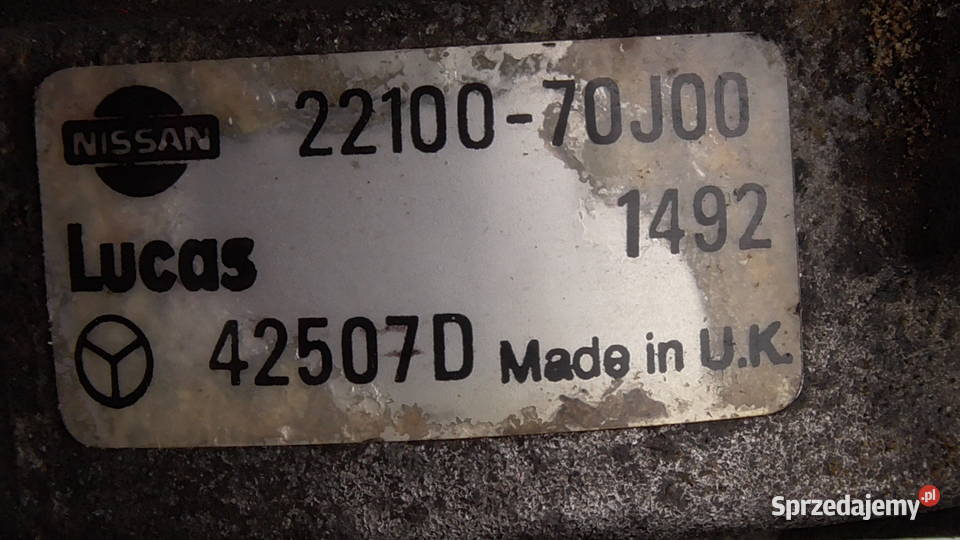 NISSAN 22100-70J00
1492
Lucas
42507D Made in U.K.
Sprzedajemy.pl